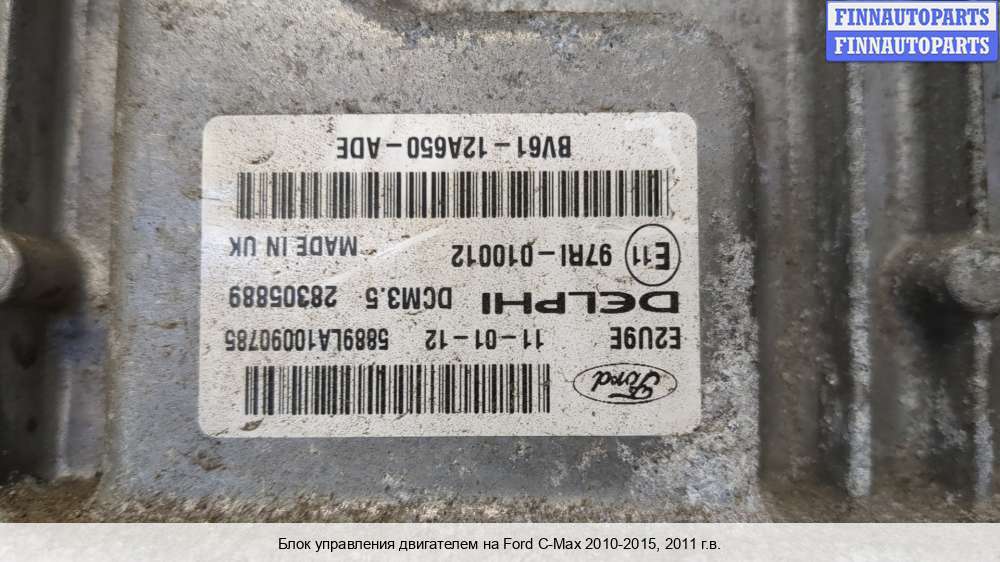 FINNAUTOPARTS
FINNAUTOPARTS
Ford
E2U9E 11-01-12 5889LA10090785
DELPHI DCM3.5 28305889
E11 97RI-010012 MADE IN UK
BV61-12A650-ADE
Блок управления двигателем на Ford C-Max 2010-2015, 2011 г.в.